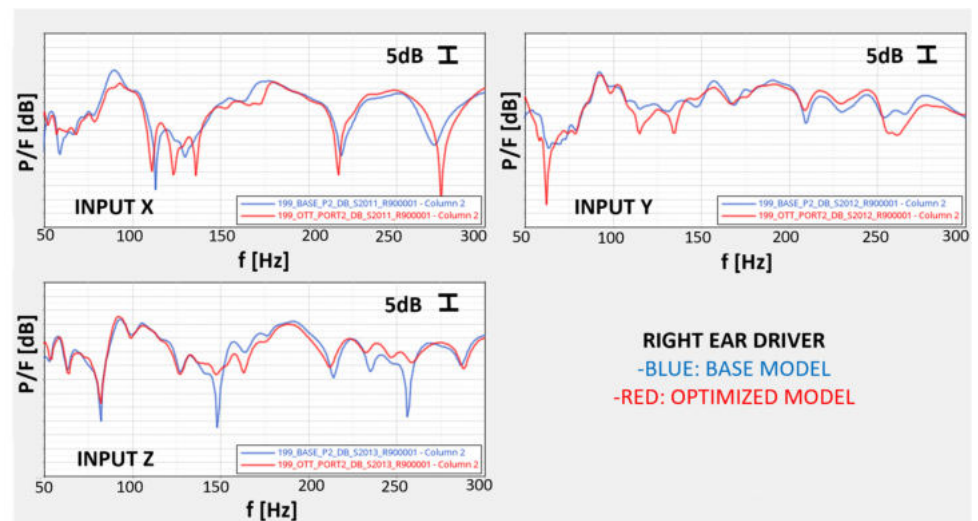 5dB
P/F [dB]
INPUT X
199_BASE_P2_DB_S2011_R900001 - Column 2
199_OTT_PORT2_DB_S2011_R900001 - Column 2
50 100 150 200 250 300
f [Hz]
5dB
P/F [dB]
INPUT Y
199_BASE_P2_DB_S2012_R900001 - Column 2
199_OTT_PORT2_DB_S2012_R900001 - Column 2
50 100 150 200 250 300
f [Hz]
5dB
P/F [dB]
INPUT Z
199_BASE_P2_DB_S2013_R900001 - Column 2
199_OTT_PORT2_DB_S2013_R900001 - Column 2
50 100 150 200 250 300
f [Hz]
RIGHT EAR DRIVER
-BLUE: BASE MODEL
-RED: OPTIMIZED MODEL